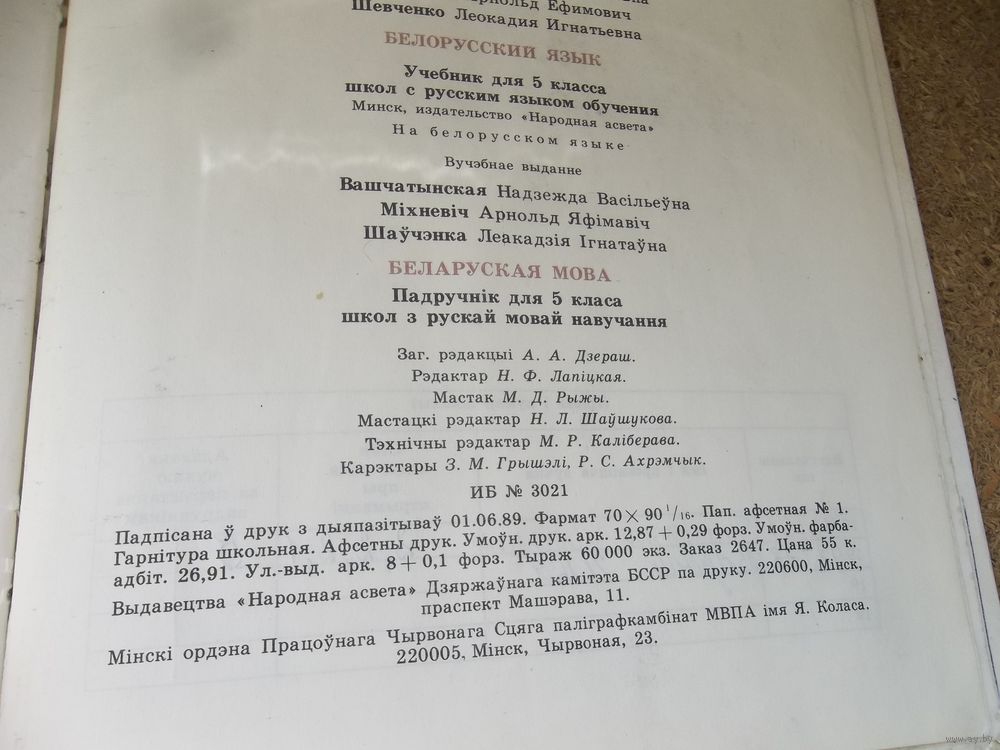 Ефимович
Шевченко Леокадия Игнатьевна
БЕЛОРУССКИЙ ЯЗЫК
Учебник для 5 класса
школ с русским языком обучения
Минск, издательство «Народная асвета»
На белорусском языке
Вучэбнае выданне
Вашчатынская Надзежда Васільеўна
Міхневіч Арнольд Яфімавіч
Шаўчэнка Леакадзія Ігнатаўна
БЕЛАРУСКАЯ МОВА
Падручнік для 5 класа
школ з рускай мовай навучання
Заг. рэдакцыі А. А. Дзераш.
Рэдактар Н. Ф. Лапіцкая.
Мастак М. Д. Рыжы.
Мастацкі рэдактар Н. Л. Шаўшукова.
Тэхнічны рэдактар М. Р. Каліберава.
Карэктары З. М. Грышэлі, Р. С. Ахрэмчык.
ИБ № 3021
Падпісана ў друк з дыяпазітываў 01.06.89. Фармат 70×90 1/16. Пап. афсетная № 1.
Гарнітура школьная. Афсетны друк. Умоўн. друк. арк. 12,87+0,29 форз. Умоўн. фарба-
адбіт. 26,91. Ул.-выд. арк. 8+0,1 форз. Тыраж 60 000 экз. Заказ 2647. Цана 55 к.
Выдавецтва «Народная асвета» Дзяржаўнага камітэта БССР па друку. 220600, Мінск,
праспект Машэрава, 11.
Мінскі ордэна Працоўнага Чырвонага Сцяга паліграфкамбінат МВПА імя Я. Коласа.
220005, Мінск, Чырвоная, 23.